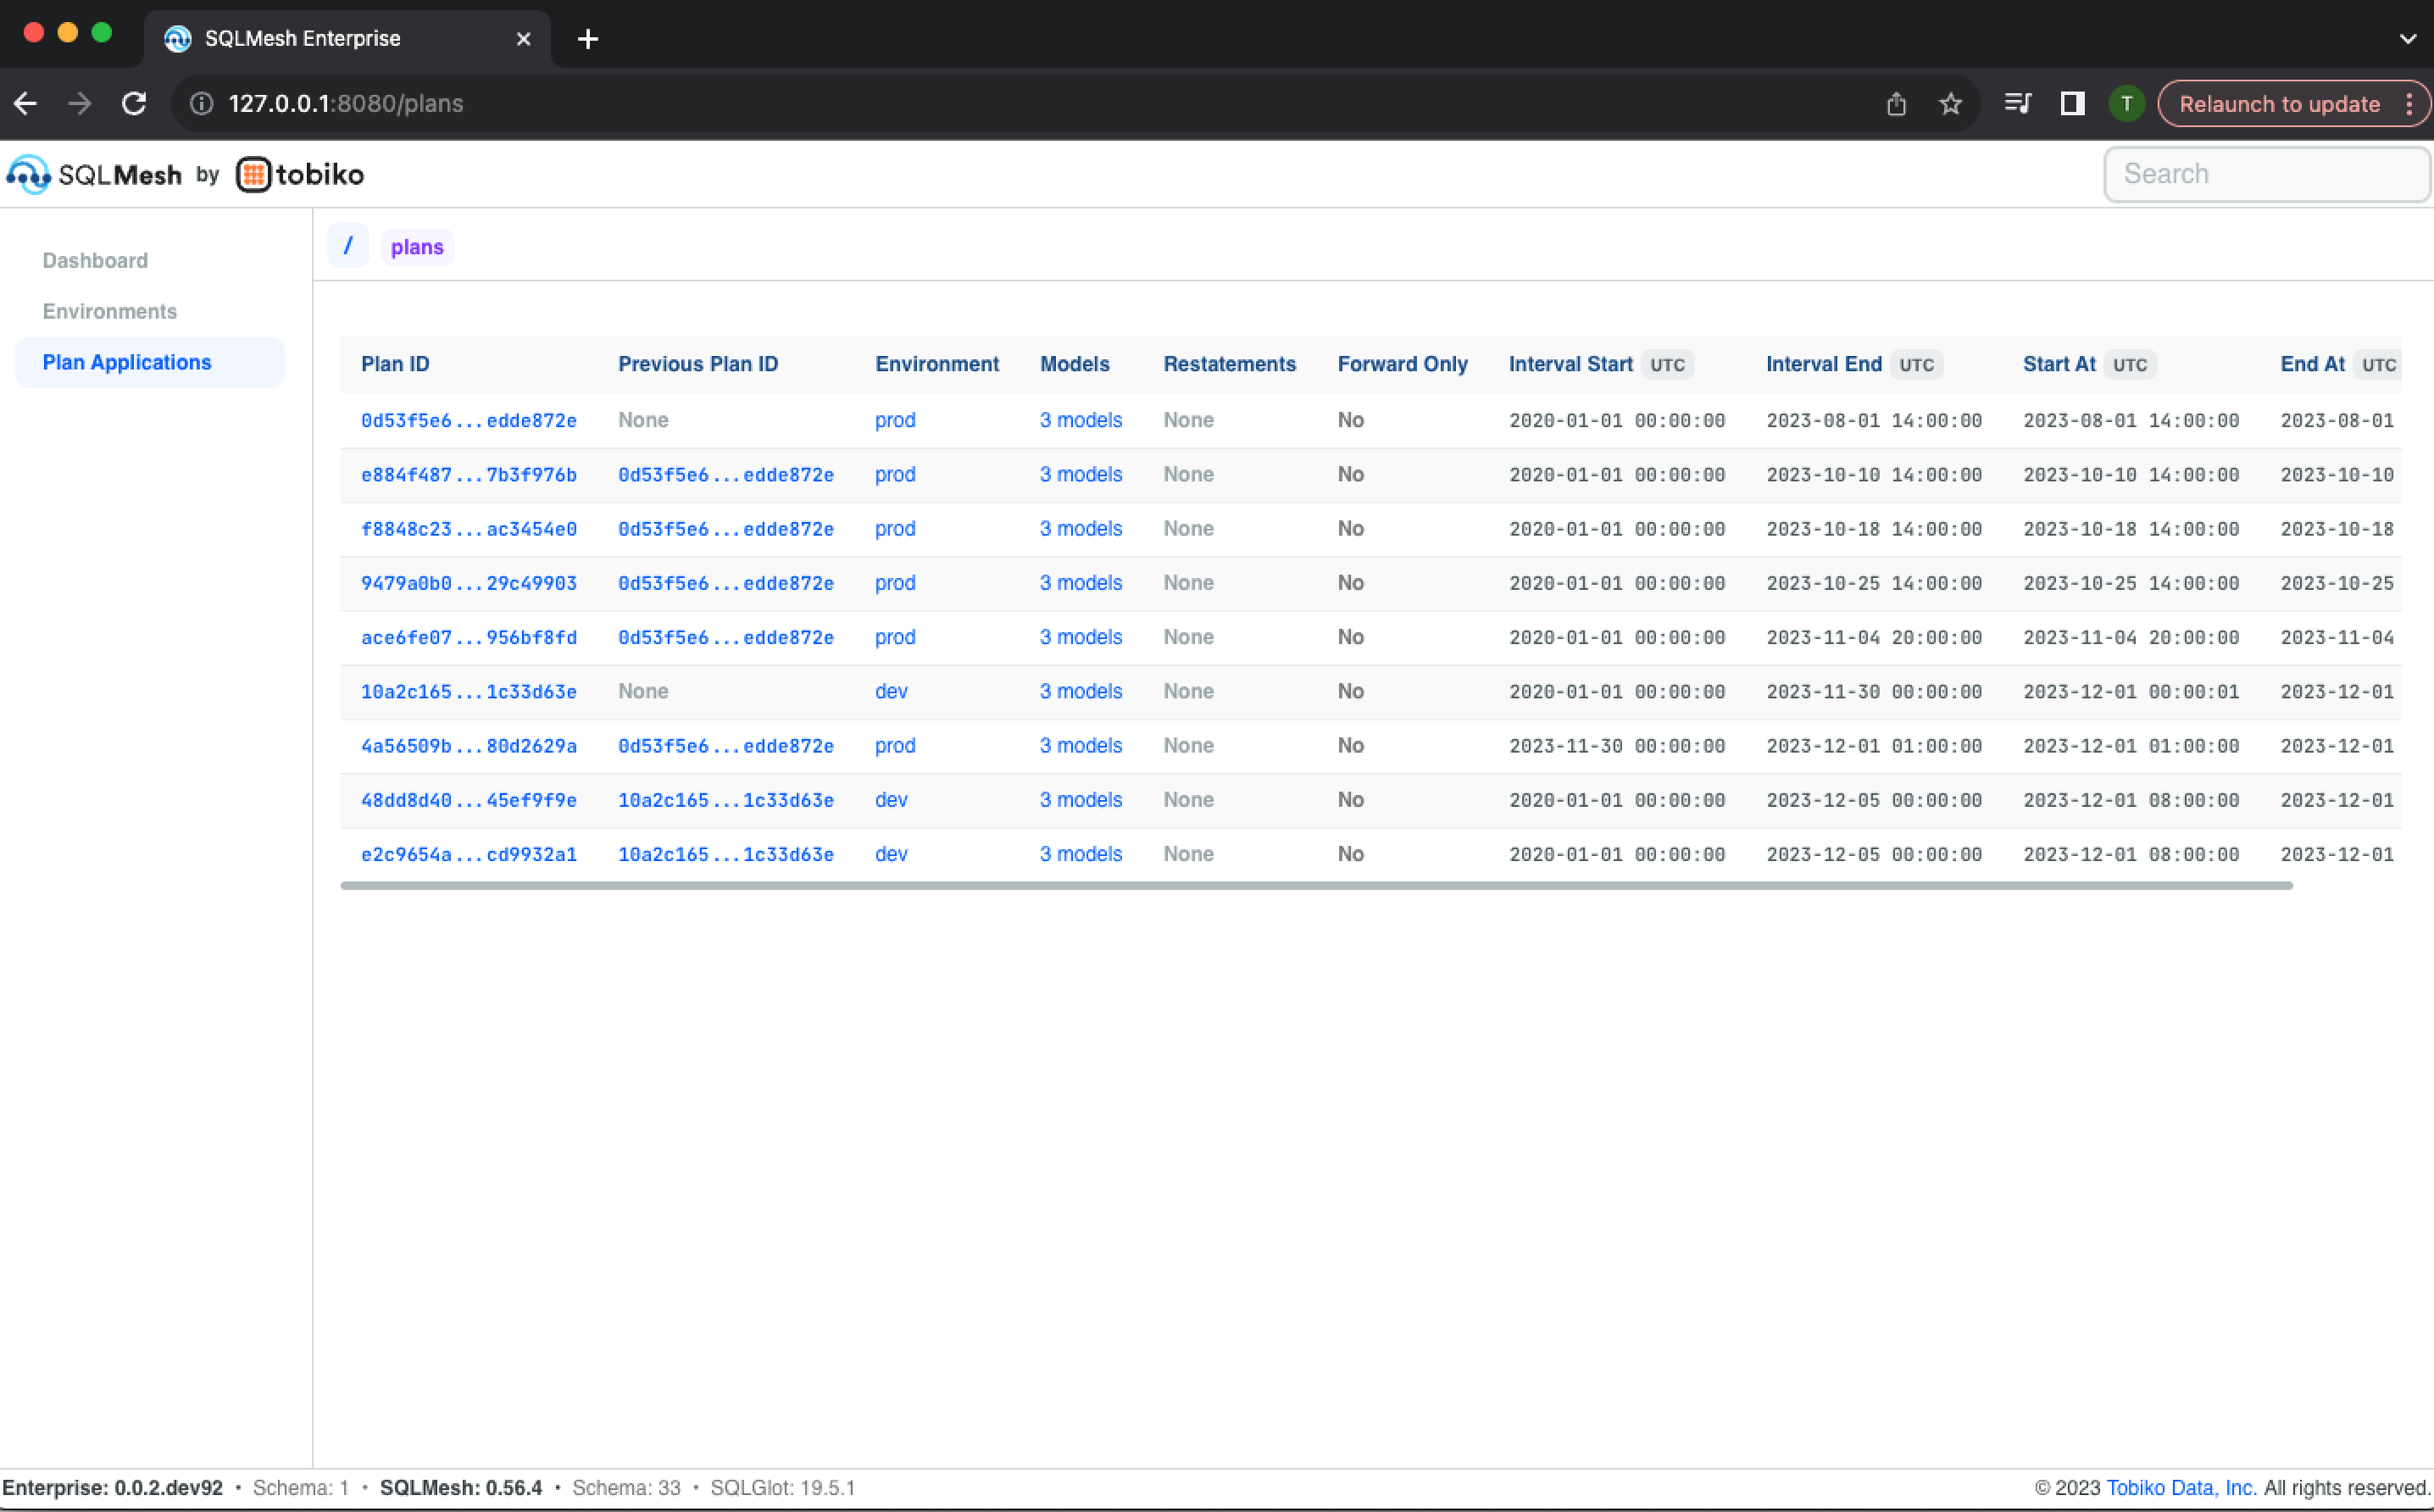 SQLMesh Enterprise
127.0.0.1:8080/plans
T
Relaunch to update
SQLMesh by tobiko
Search
Dashboard
Environments
Plan Applications
/ plans
Plan ID Previous Plan ID Environment Models Restatements Forward Only Interval Start UTC Interval End UTC Start At UTC End At UTC
0d53f5e6...edde872e None prod 3 models None No 2020-01-01 00:00:00 2023-08-01 14:00:00 2023-08-01 14:00:00 2023-08-01
e884f487...7b3f976b 0d53f5e6...edde872e prod 3 models None No 2020-01-01 00:00:00 2023-10-10 14:00:00 2023-10-10 14:00:00 2023-10-10
f8848c23...ac3454e0 0d53f5e6...edde872e prod 3 models None No 2020-01-01 00:00:00 2023-10-18 14:00:00 2023-10-18 14:00:00 2023-10-18
9479a0b0...29c49903 0d53f5e6...edde872e prod 3 models None No 2020-01-01 00:00:00 2023-10-25 14:00:00 2023-10-25 14:00:00 2023-10-25
ace6fe07...956bf8fd 0d53f5e6...edde872e prod 3 models None No 2020-01-01 00:00:00 2023-11-04 20:00:00 2023-11-04 20:00:00 2023-11-04
10a2c165...1c33d63e None dev 3 models None No 2020-01-01 00:00:00 2023-11-30 00:00:00 2023-12-01 00:00:01 2023-12-01
4a56509b...80d2629a 0d53f5e6...edde872e prod 3 models None No 2023-11-30 00:00:00 2023-12-01 01:00:00 2023-12-01 01:00:00 2023-12-01
48dd8d40...45ef9f9e 10a2c165...1c33d63e dev 3 models None No 2020-01-01 00:00:00 2023-12-05 00:00:00 2023-12-01 08:00:00 2023-12-01
e2c9654a...cd9932a1 10a2c165...1c33d63e dev 3 models None No 2020-01-01 00:00:00 2023-12-05 00:00:00 2023-12-01 08:00:00 2023-12-01
Enterprise: 0.0.2.dev92 • Schema: 1 • SQLMesh: 0.56.4 • Schema: 33 • SQLGlot: 19.5.1
© 2023 Tobiko Data, Inc. All rights reserved.